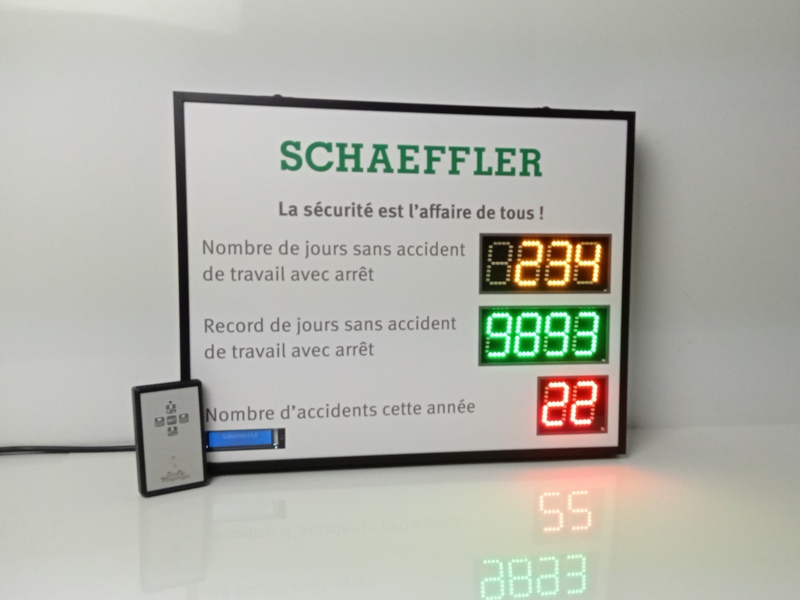 SCHAEFFLER
La sécurité est l'affaire de tous !
Nombre de jours sans accident
de travail avec arrêt
234
Record de jours sans accident
de travail avec arrêt
9893
Nombre d'accidents cette année
22